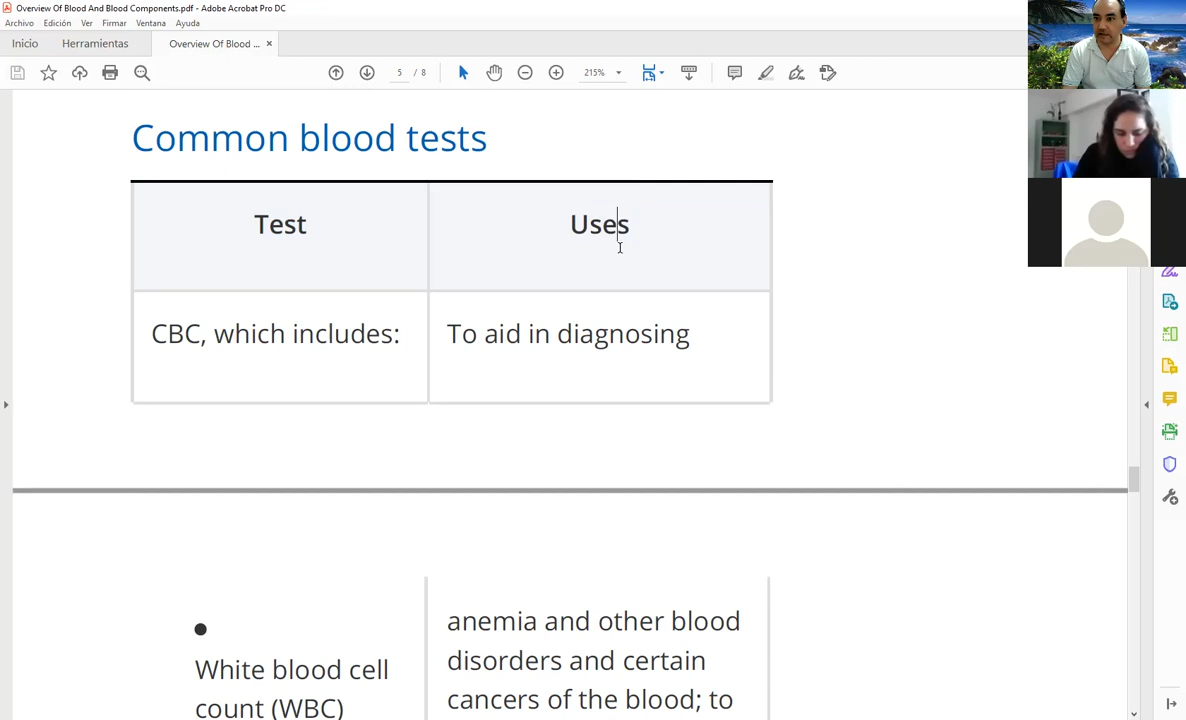 Overview Of Blood And Blood Components.pdf - Adobe Acrobat Pro DC
Archivo Edición Ver Firmar Ventana Ayuda
Inicio Herramientas Overview Of Blood ... ×
5 / 8 215%
Common blood tests
Test Uses
CBC, which includes: To aid in diagnosing
anemia and other blood
disorders and certain
cancers of the blood; to
• White blood cell
count (WBC)